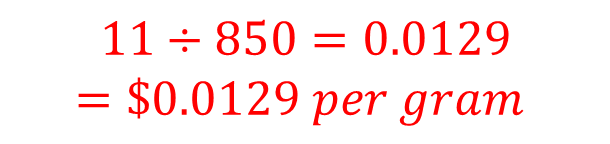 11 ÷ 850 = 0.0129
= $0.0129 per gram